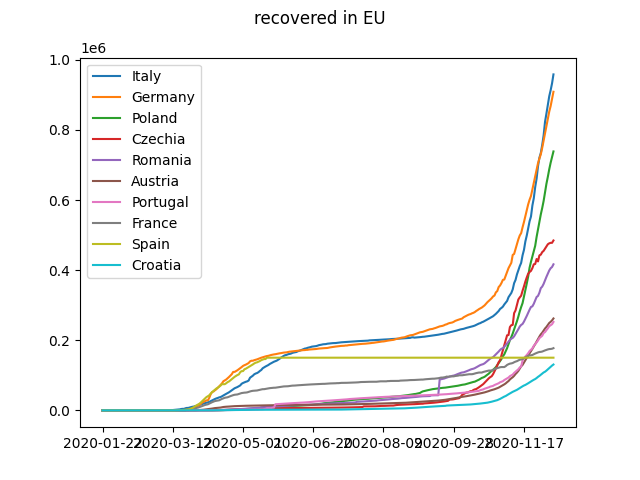 recovered in EU
1e6
1.0
0.8
0.6
0.4
0.2
0.0
Italy
Germany
Poland
Czechia
Romania
Austria
Portugal
France
Spain
Croatia
2020-01-22 2020-03-12 2020-05-01 2020-06-20 2020-08-09 2020-09-28 2020-11-17